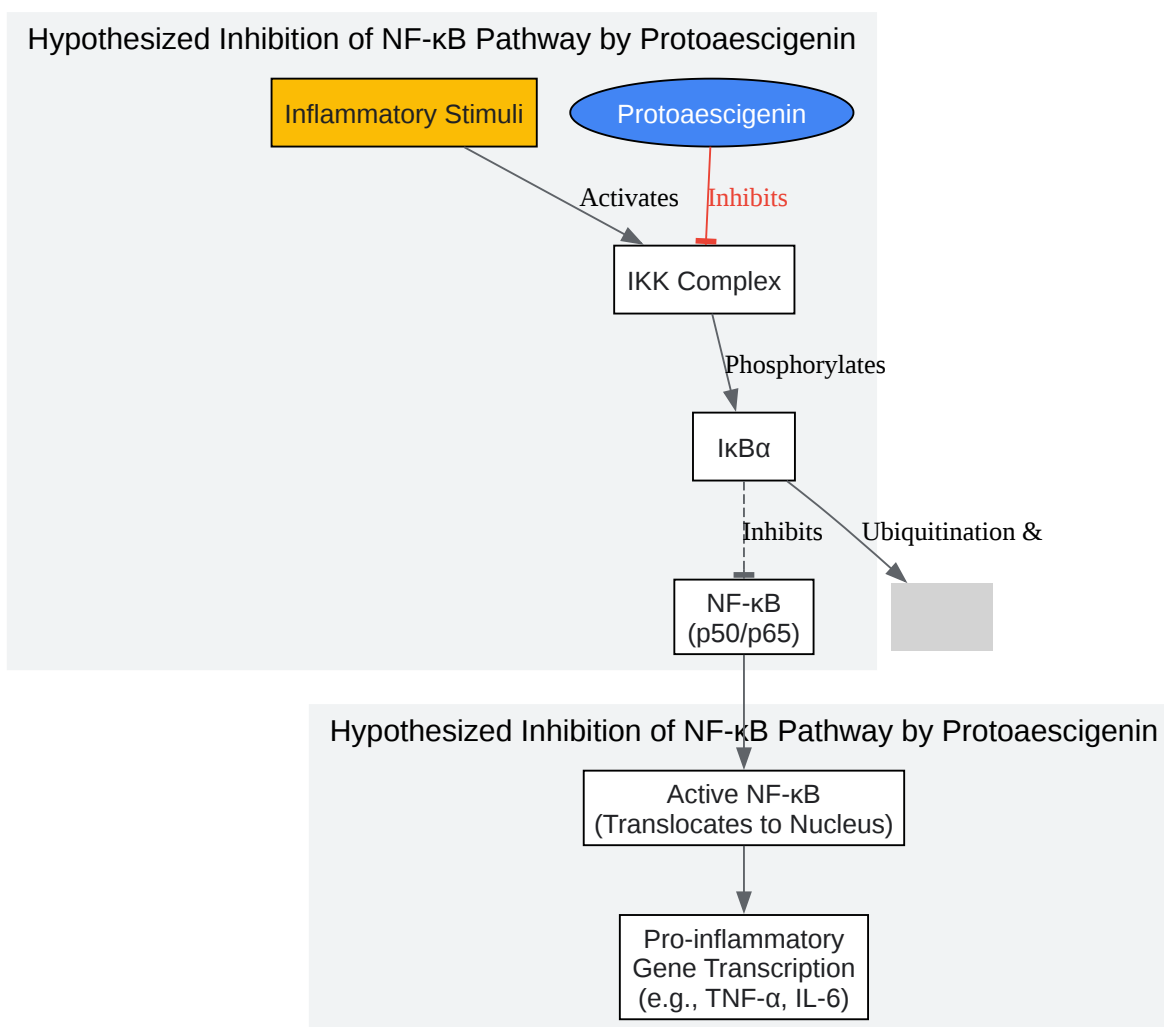 Hypothesized Inhibition of NF-κB Pathway by Protoaescigenin
Inflammatory Stimuli
Protoaescigenin
Activates
Inhibits
IKK Complex
Phosphorylates
IκBα
Inhibits
Ubiquitination &
NF-κB
(p50/p65)
Hypothesized Inhibition of NF-κB Pathway by Protoaescigenin
Active NF-κB
(Translocates to Nucleus)
Pro-inflammatory
Gene Transcription
(e.g., TNF-α, IL-6)